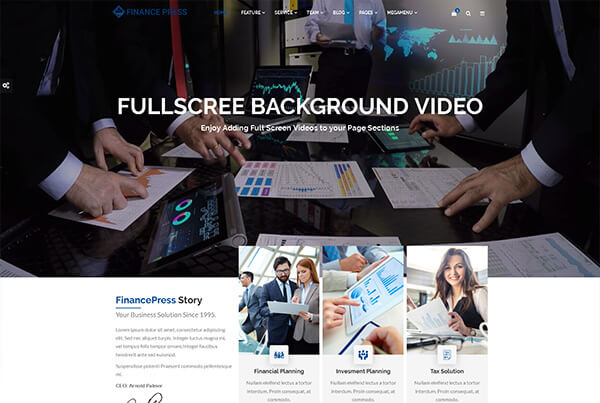 FINANCE PRESS
HOME
FEATURE
SERVICE
TEAM
BLOG
PAGES
MEGAMENU
FULLSCREE BACKGROUND VIDEO
Enjoy Adding Full Screen Videos to your Page Sections
FinancePress Story
Your Business Solution Since 1995.
Lorem ipsum dolor sit amet, consectetur adipiscing
elit. Sed sed aliquet turpis. Integer luctus magna mi,
vel tempus felis tempor ornare.Integer faucibus
hendrerit ante sed euismod.
Suspendisse potenti Praesent commodo pellentesque
mi.
CEO: Arnold Palmer
Financial Planning
Nullam eleifend lectus a tortor
interdum. Proin consequat, at
commodo.
Invesment Planning
Nullam eleifend lectus a tortor
interdum. Proin consequat, at
commodo.
Tax Solution
Nullam eleifend lectus a tortor
interdum. Proin consequat, at
commodo.